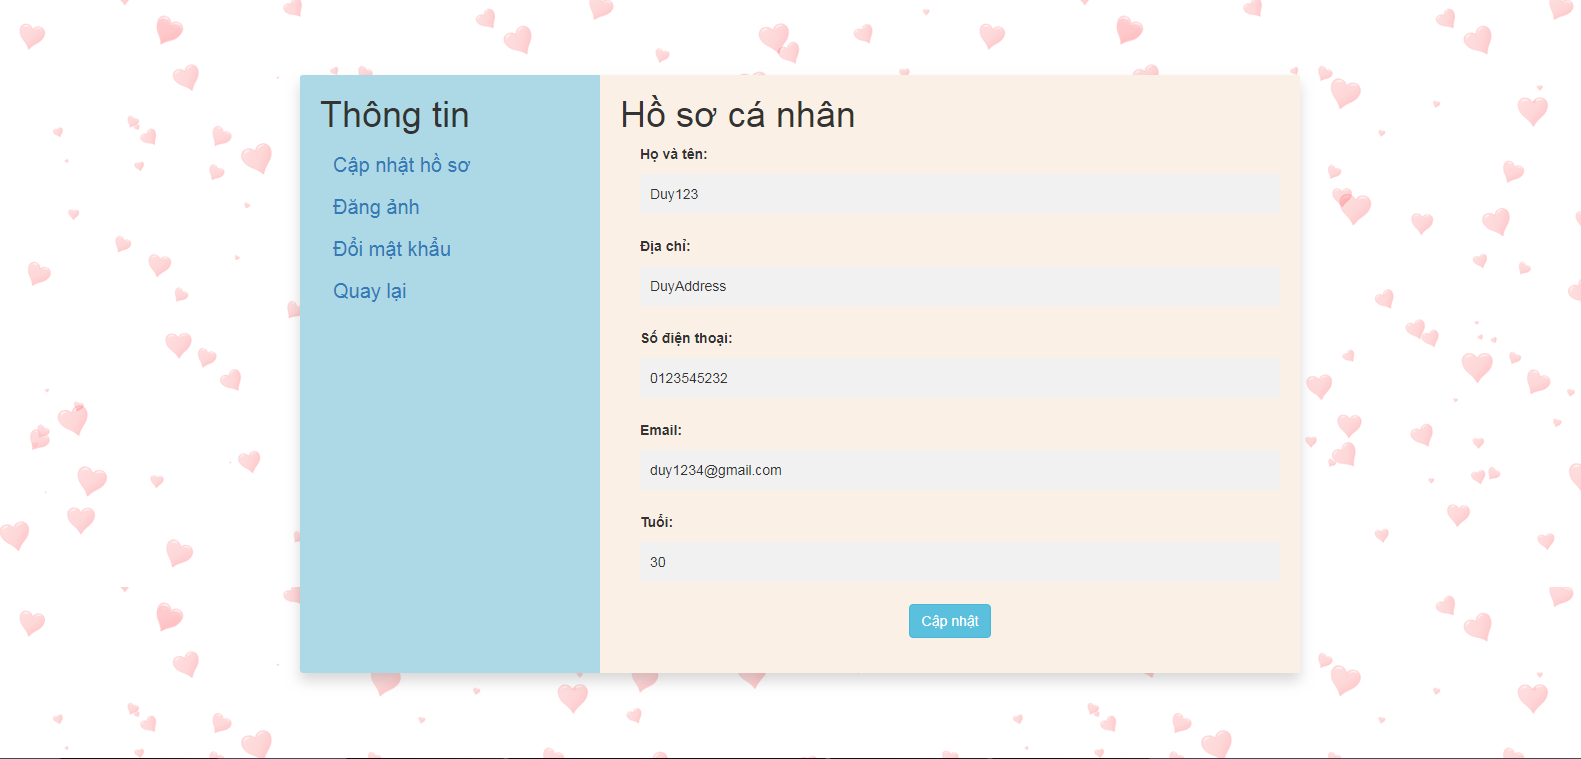 Thông tin
Cập nhật hồ sơ
Đăng ảnh
Đổi mật khẩu
Quay lại
Hồ sơ cá nhân
Họ và tên:
Duy123
Địa chỉ:
DuyAddress
Số điện thoại:
0123545232
Email:
duy1234@gmail.com
Tuổi:
30
Cập nhật